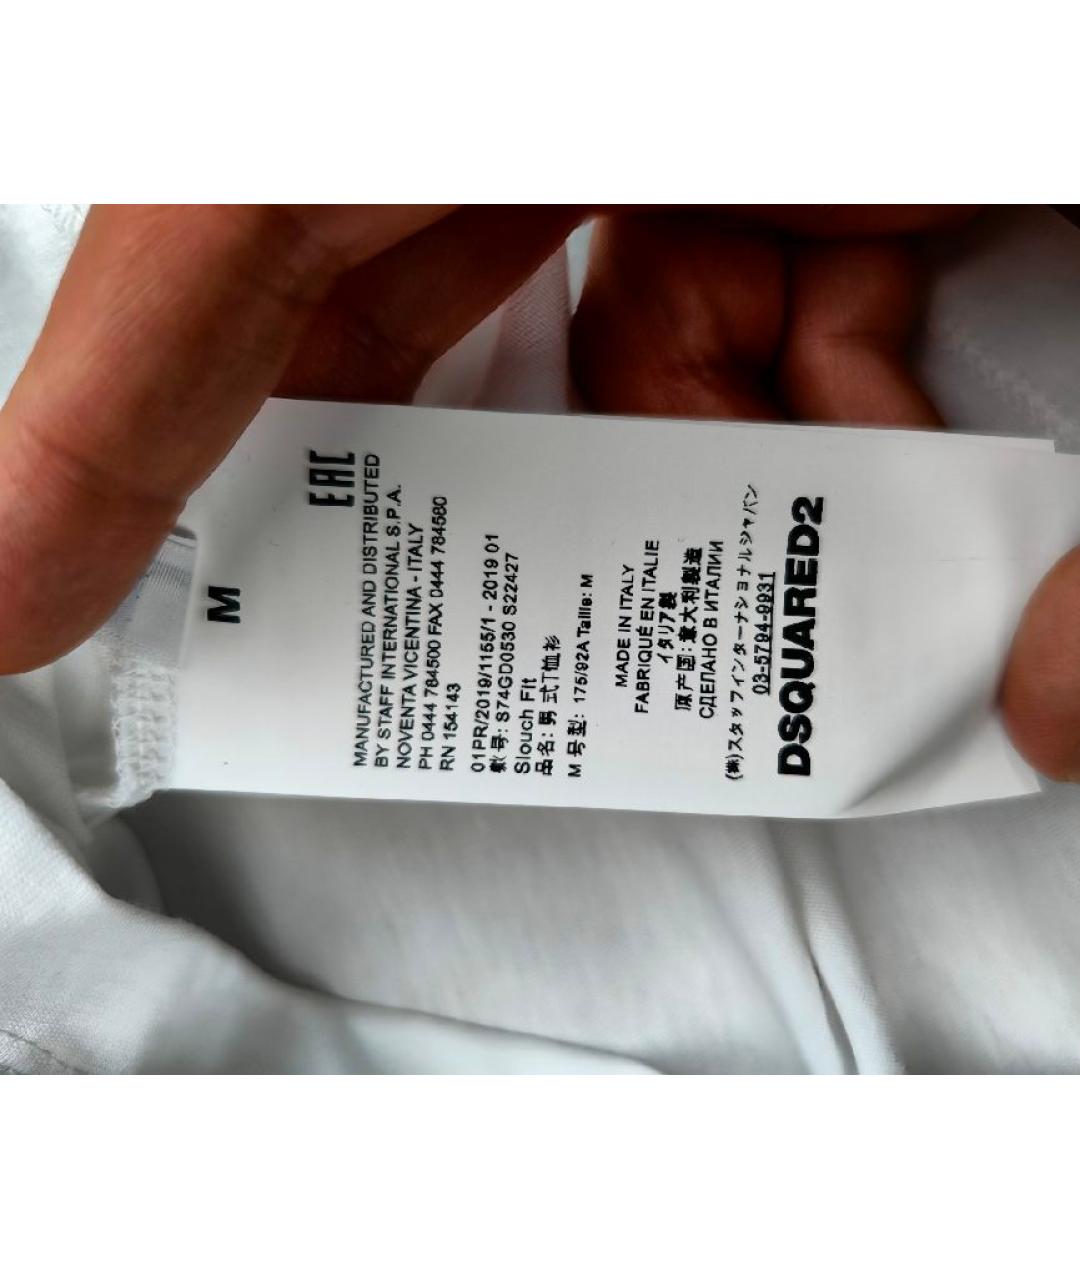 M
EAC
MANUFACTURED AND DISTRIBUTED
BY STAFF INTERNATIONAL S.P.A.
NOVENTA VICENTINA - ITALY
PH 0444 784500 FAX 0444 784580
RN 154143
01PR/2019/1155/1 - 2019 01
款号: S74GD0530 S22427
Slouch Fit
品名: 男 式T恤衫
M 号型: 175/92A Taille: M
MADE IN ITALY
FABRIQUÉ EN ITALIE
イタリア製
原产国: 意大利製造
СДЕЛАНО В ИТАЛИИ
(株)スタッフインターナショナルジャパン
03-5794-9931
DSQUARED2